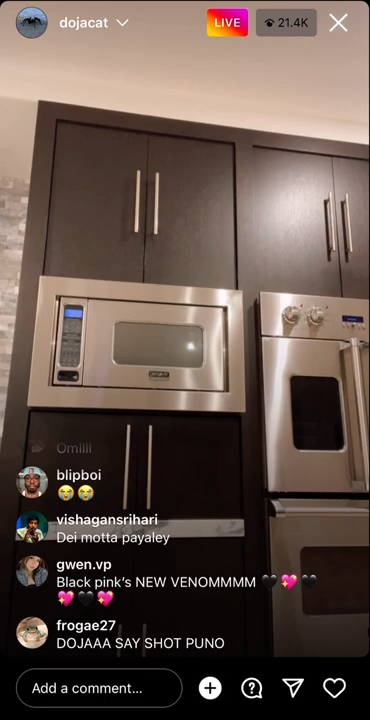 dojacat
LIVE
21.4K
Omiiii
blipboi
😭😭
vishagansrihari
Dei motta payaley
gwen.vp
Black pink's NEW VENOMMMM 🖤💖🖤
💖🖤💖
frogae27
DOJAAA SAY SHOT PUNO
Add a comment...